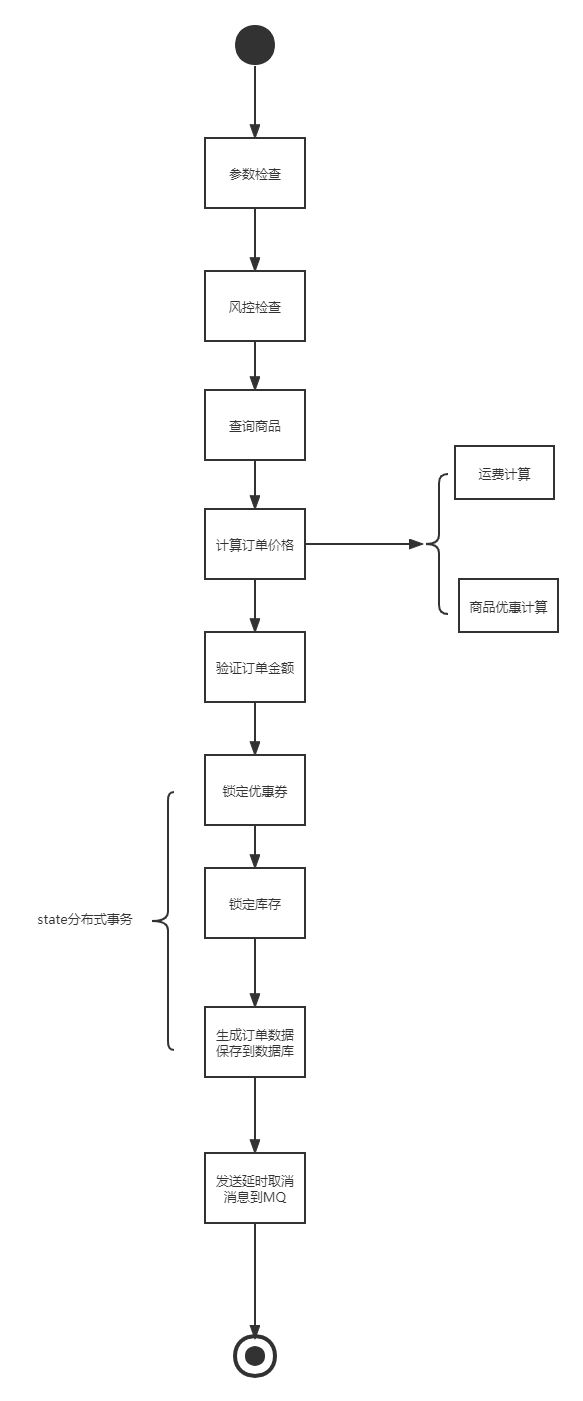 参数检查
风控检查
查询商品
计算订单价格
运费计算
商品优惠计算
验证订单金额
锁定优惠券
锁定库存
state分布式事务
生成订单数据
保存到数据库
发送延时取消
消息到MQ